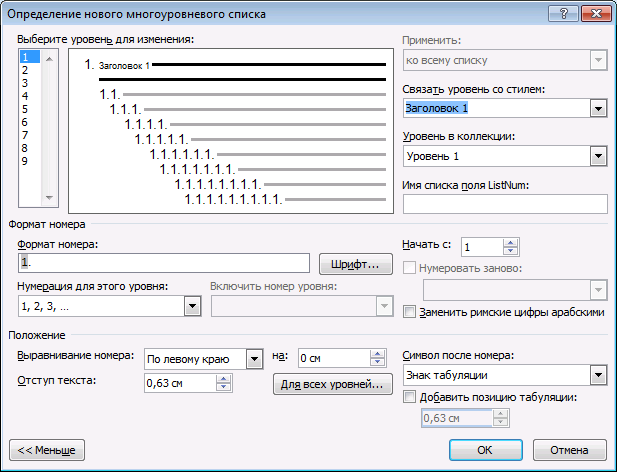 Определение нового многоуровневого списка
Выберите уровень для изменения:
1
2
3
4
5
6
7
8
9
1. Заголовок 1
1.1.
1.1.1.
1.1.1.1.
1.1.1.1.1.
1.1.1.1.1.1.
1.1.1.1.1.1.1.
1.1.1.1.1.1.1.1.
1.1.1.1.1.1.1.1.1.
Применить:
ко всему списку
Связать уровень со стилем:
Заголовок 1
Уровень в коллекции:
Уровень 1
Имя списка поля ListNum:
Формат номера
Формат номера:
1.
Шрифт...
Нумерация для этого уровня:
1, 2, 3, ...
Включить номер уровня:
Начать с: 1
Нумеровать заново:
Заменить римские цифры арабскими
Положение
Выравнивание номера: По левому краю на: 0 см
Отступ текста: 0,63 см Для всех уровней...
Символ после номера:
Знак табуляции
Добавить позицию табуляции:
0,63 см
<< Меньше ОК Отмена